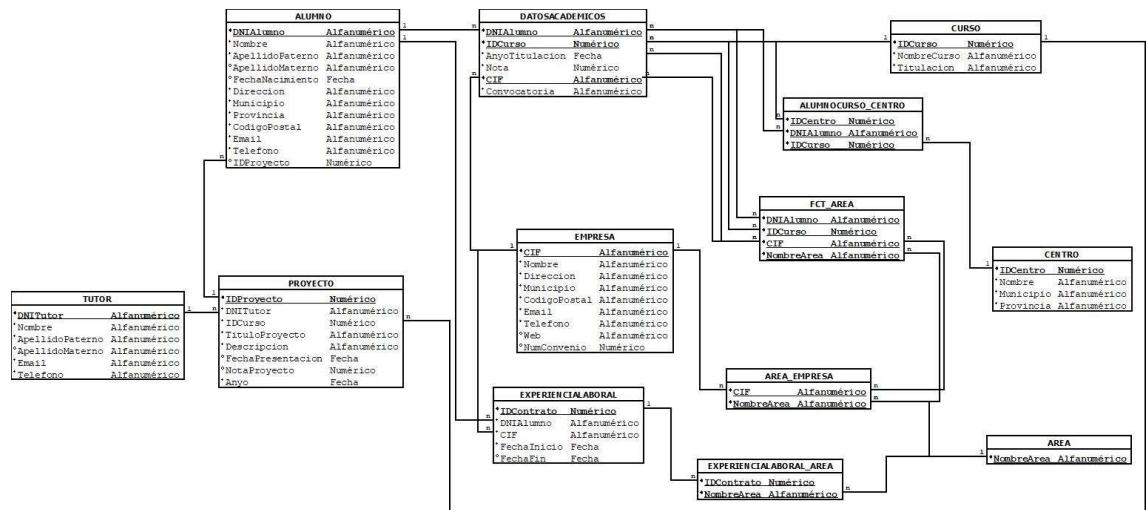 ALUMNO
DNIAlumno Alfanumérico
Nombre Alfanumérico
ApellidoPaterno Alfanumérico
ApellidoMaterno Alfanumérico
FechaNacimiento Fecha
Direccion Alfanumérico
Municipio Alfanumérico
Provincia Alfanumérico
CodigoPostal Alfanumérico
Email Alfanumérico
Telefono Alfanumérico
IDProyecto Numérico
DATOSACADEMICOS
DNIAlumno Alfanumérico
IDCurso Numérico
AnyoTitulacion Fecha
Nota Numérico
CIF Alfanumérico
Convocatoria Alfanumérico
CURSO
IDCurso Numérico
NombreCurso Alfanumérico
Titulacion Alfanumérico
ALUMNOCURSO_CENTRO
IDCentro Numérico
DNIAlumno Alfanumérico
IDCurso Numérico
FCT_AREA
DNIAlumno Alfanumérico
IDCurso Numérico
CIF Alfanumérico
NombreArea Alfanumérico
EMPRESA
CIF Alfanumérico
Nombre Alfanumérico
Direccion Alfanumérico
Municipio Alfanumérico
CodigoPostal Alfanumérico
Email Alfanumérico
Telefono Alfanumérico
Web Alfanumérico
NumConvenio Numérico
CENTRO
IDCentro Numérico
Nombre Alfanumérico
Municipio Alfanumérico
Provincia Alfanumérico
TUTOR
DNITutor Alfanumérico
Nombre Alfanumérico
ApellidoPaterno Alfanumérico
ApellidoMaterno Alfanumérico
Email Alfanumérico
Telefono Alfanumérico
PROYECTO
IDProyecto Numérico
DNITutor Alfanumérico
IDCurso Numérico
TituloProyecto Alfanumérico
Descripcion Alfanumérico
FechaPresentacion Fecha
NotaProyecto Numérico
Anyo Fecha
AREA_EMPRESA
CIF Alfanumérico
NombreArea Alfanumérico
EXPERIENCIALABORAL
IDContrato Numérico
DNIAlumno Alfanumérico
CIF Alfanumérico
FechaInicio Fecha
FechaFin Fecha
EXPERIENCIALABORAL_AREA
IDContrato Numérico
NombreArea Alfanumérico
AREA
NombreArea Alfanumérico